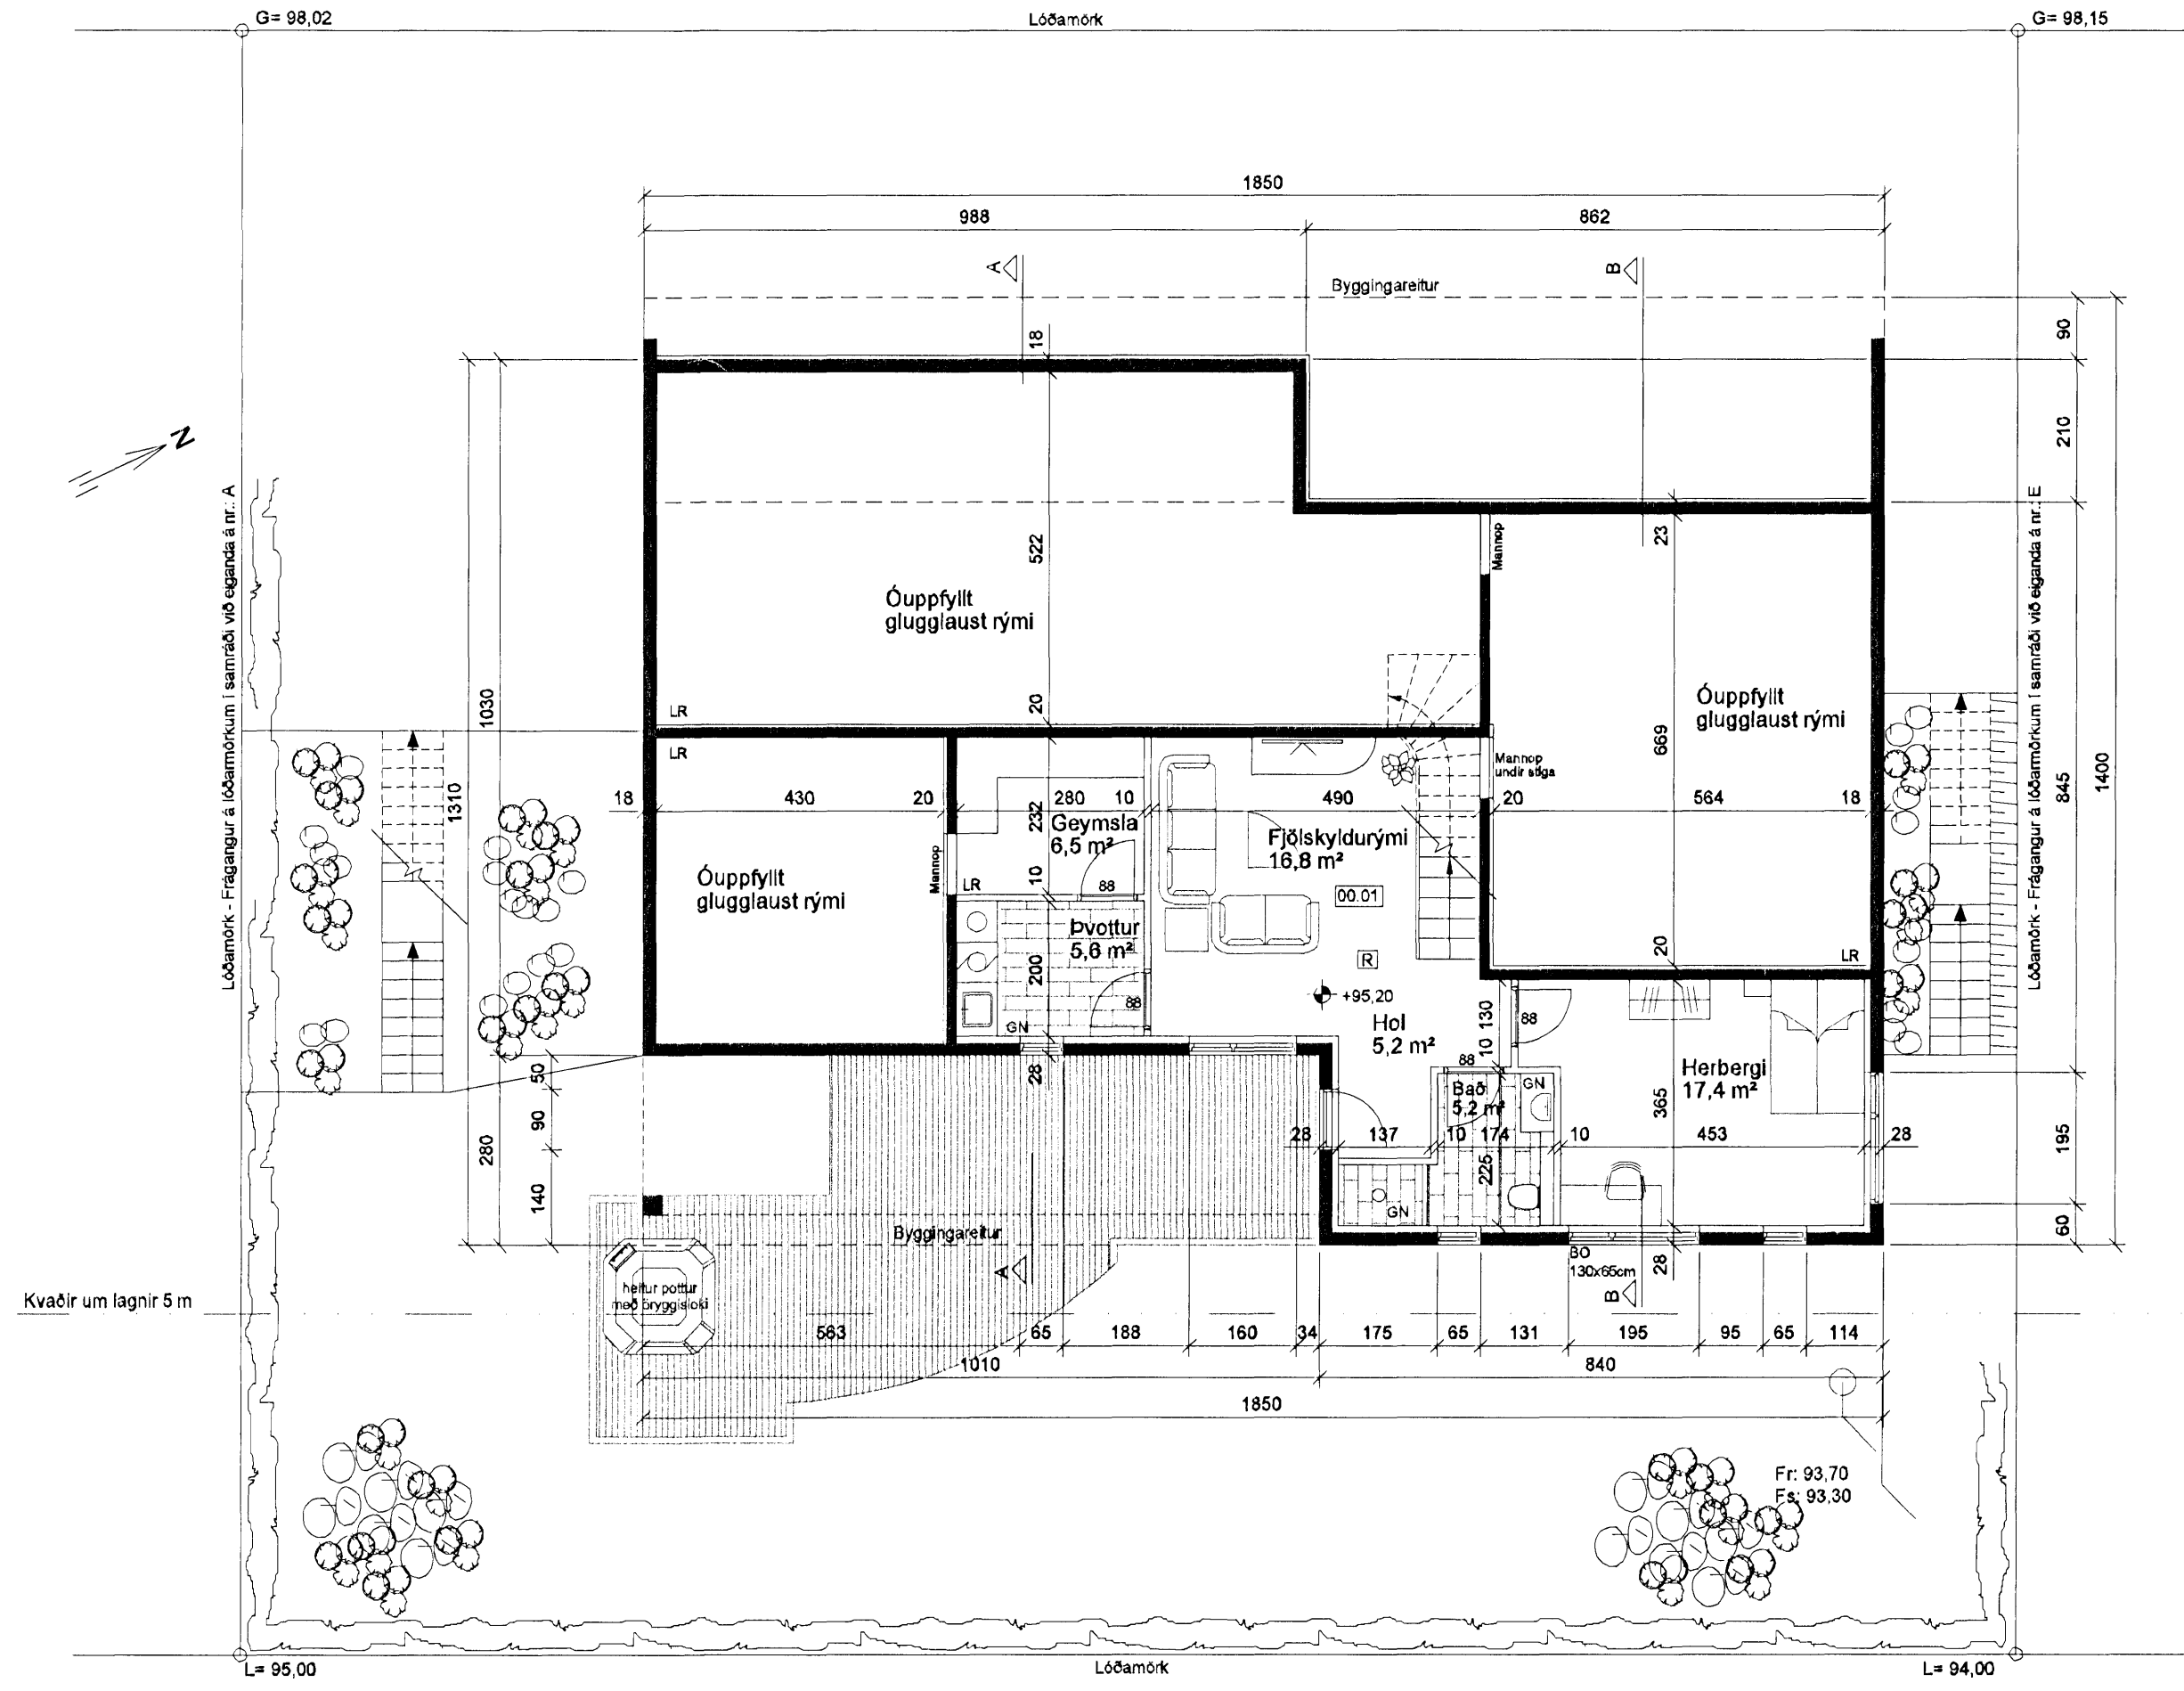 G= 98,02
Lóðamörk
G= 98,15
1850
988
862
A
B
Byggingareitur
18
90
210
N
Lóðamörk - Frágangur á lóðamörkum í samráði við eiganda á nr.: A
Lóðamörk - Frágangur á lóðamörkum í samráði við eiganda á nr.: E
522
Mannop
23
Óuppfyllt
glugglaust rými
1030
20
LR
Óuppfyllt
glugglaust rými
669
LR
Mannop
undir stiga
845
1400
1310
18
430
20
280
10
490
20
564
18
232
Geymsla
6,5 m²
Fjölskyldurými
16,8 m²
Mannop
Óuppfyllt
glugglaust rými
10
LR
88
00.01
Þvottur
5,6 m²
20
LR
200
R
88
+95,20
GN
130
88
Hol
5,2 m²
10
88
28
50
90
280
140
Bað
5,2 m²
GN
Herbergi
17,4 m²
365
28
137
10
174
10
453
28
195
225
GN
60
Byggingareitur
A
BO
130x65cm
28
B
heitur pottur
með öryggisloki
Kvaðir um lagnir 5 m
563
65
188
160
34
175
65
131
195
95
65
114
1010
840
1850
Fr: 93,70
Fs: 93,30
L= 95,00
Lóðamörk
L= 94,00